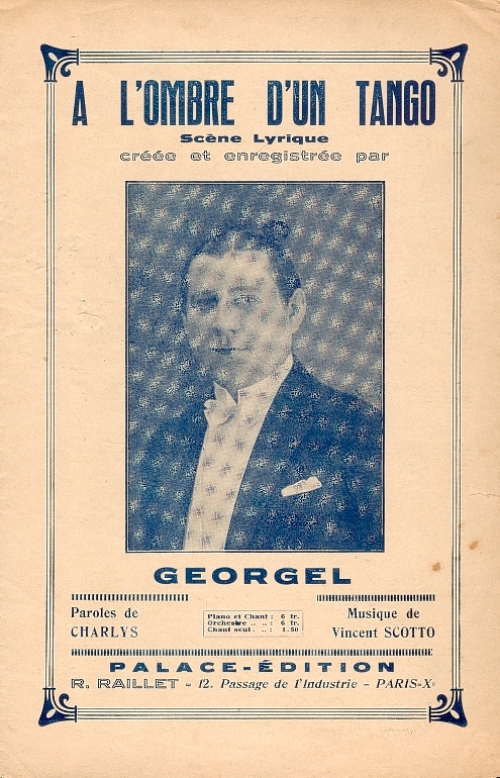 A L'OMBRE D'UN TANGO
Scène Lyrique
créée et enregistrée par
GEORGEL
Paroles de
CHARLYS
Piano et Chant : 6 fr.
Orchestre .. .. : 6 fr.
Chant seul . .. : 1.50
Musique de
Vincent SCOTTO
PALACE-ÉDITION
R. RAILLET - 12. Passage de l'Industrie - PARIS-Xe